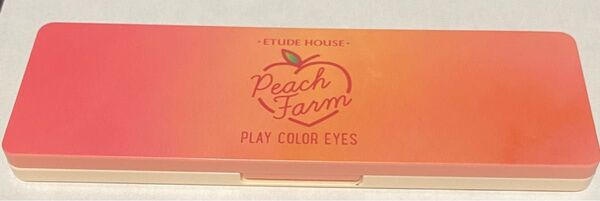 ·ETUDE HOUSE·
Peach
Farm
PLAY COLOR EYES